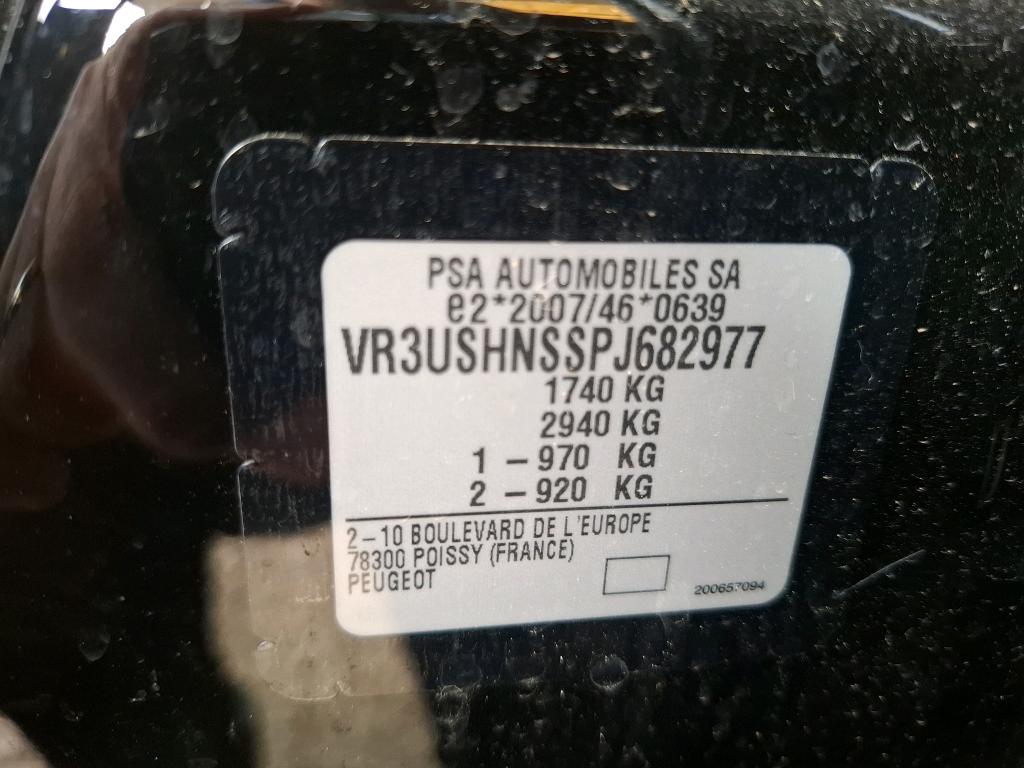 PSA AUTOMOBILES SA
e2*2007/46*0639
VR3USHNSSPJ682977
1740 KG
2940 KG
1 – 970 KG
2 – 920 KG
2–10 BOULEVARD DE L'EUROPE
78300 POISSY (FRANCE)
PEUGEOT
200657094